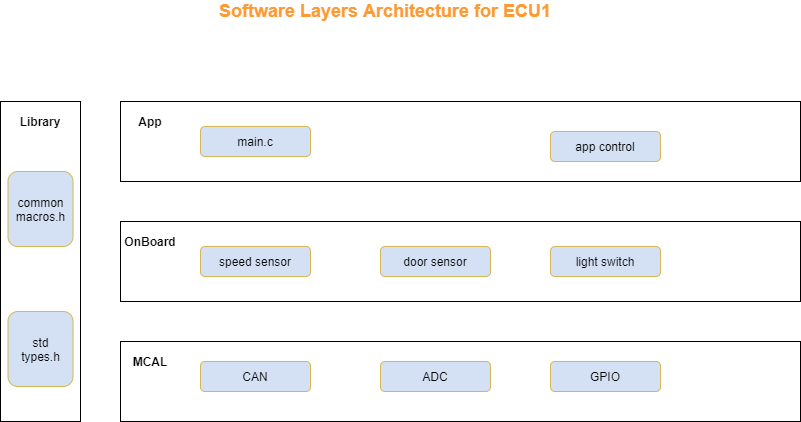 Software Layers Architecture for ECU1
Library
common
macros.h
std
types.h
App
main.c
app control
OnBoard
speed sensor
door sensor
light switch
MCAL
CAN
ADC
GPIO